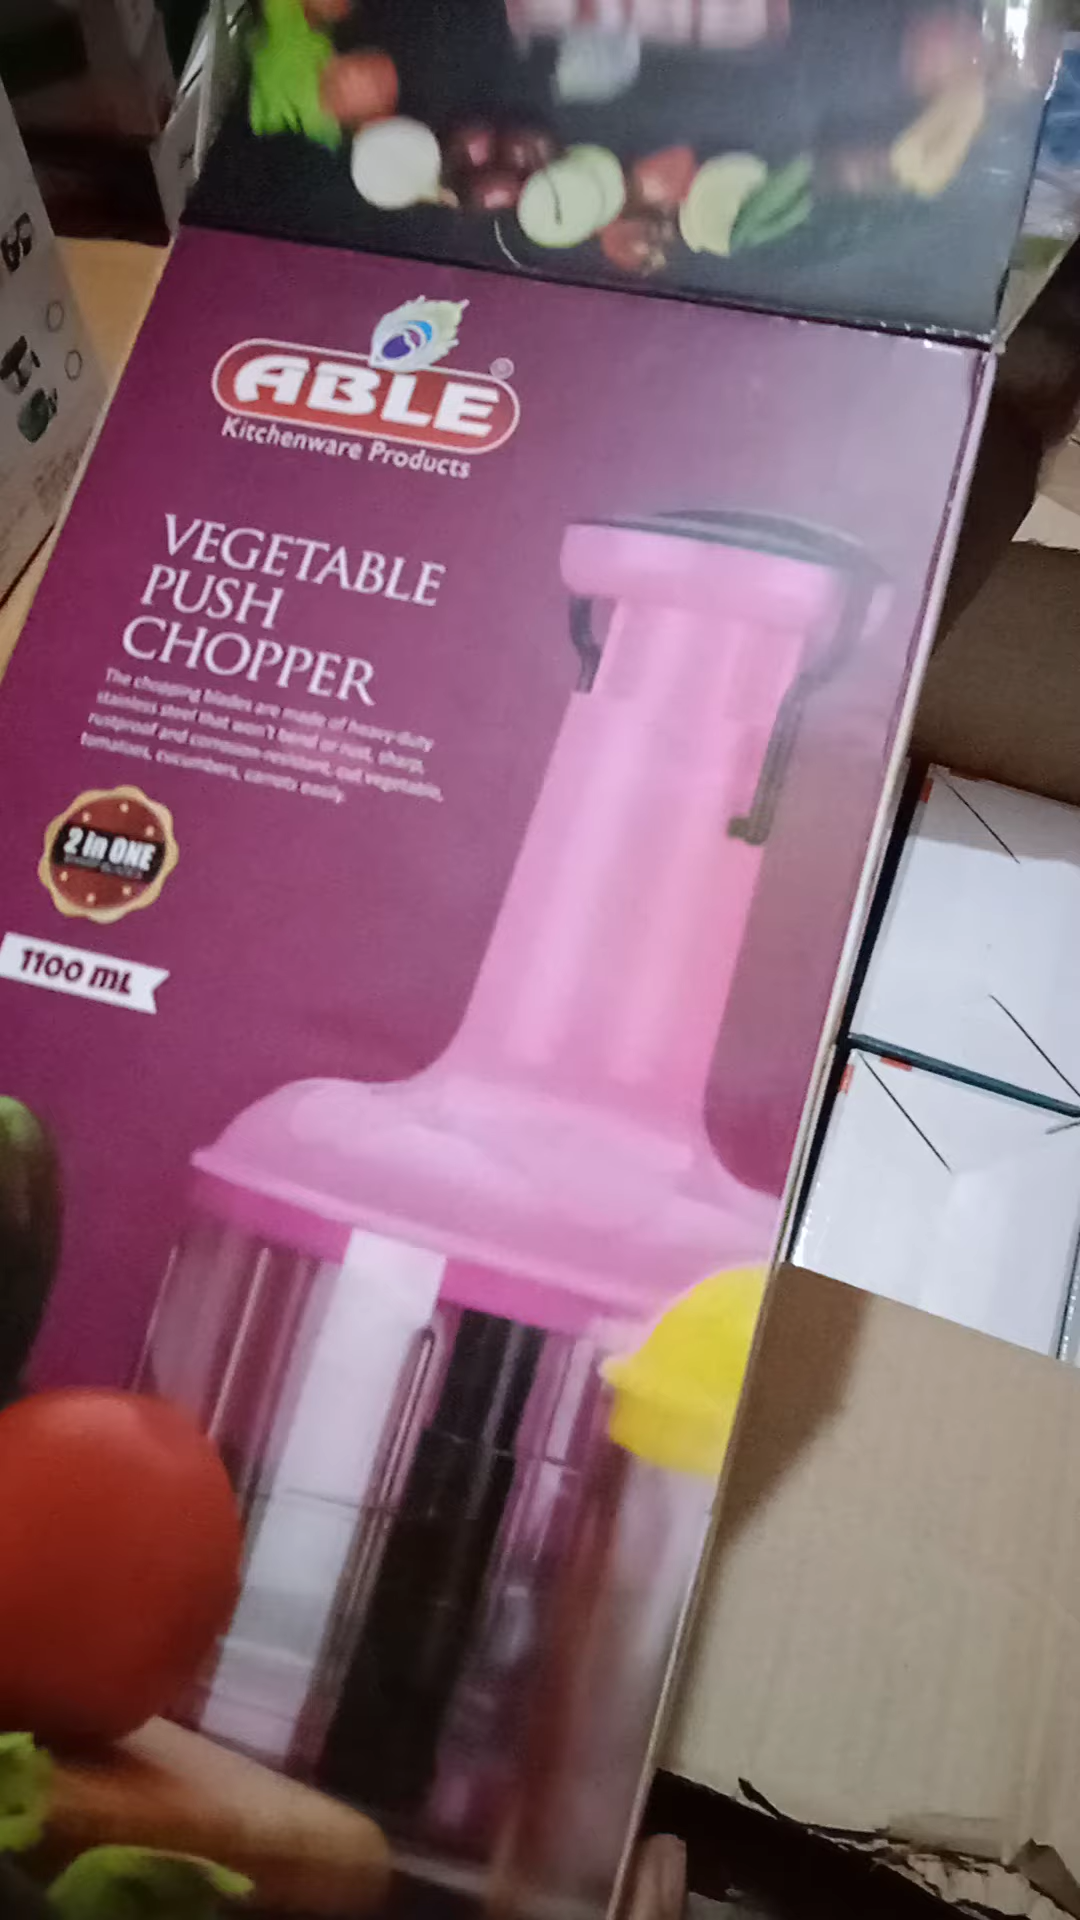 ABLE
®
Kitchenware Products
VEGETABLE
PUSH
CHOPPER
The chopping blades are made of heavy-duty
stainless steel that won't bend or rust, sharp,
rustproof and corrosion-resistant, cut vegetable,
tomatoes, cucumbers, carrots easily.
2 in ONE
1100 mL